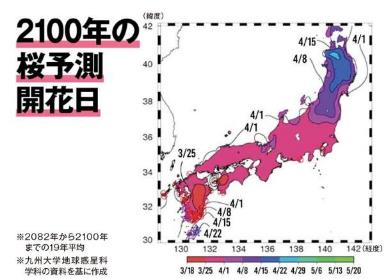 2100年の
桜予測
開花日
※2082年から2100年
までの19年平均
※九州大学地球惑星科
学科の資料を基に作成
42 (緯度)
40
38
36
34
32
30
4/15
4/1
4/8
4/1
4/1
3/25
4/1
4/8
4/15
4/22
130 132 134 136 138 140 142 (経度)
3/18 3/25 4/1 4/8 4/15 4/22 4/29 5/6 5/13 5/20